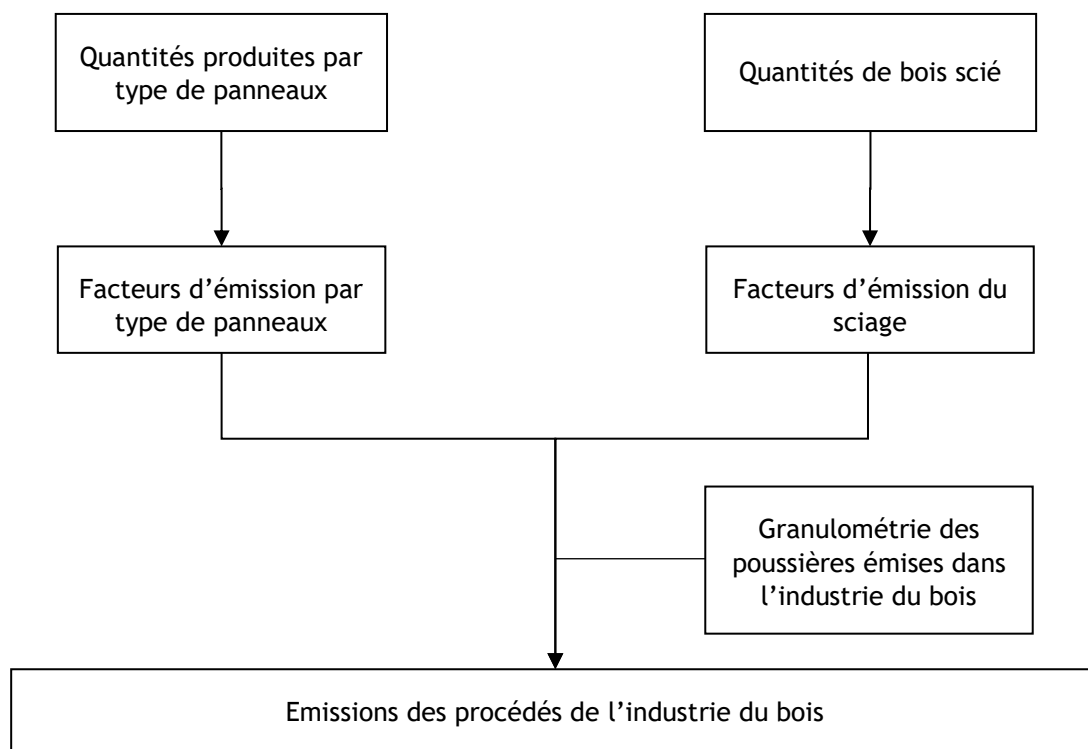 Quantités produites par
type de panneaux
Quantités de bois scié
Facteurs d’émission par
type de panneaux
Facteurs d’émission du
sciage
Granulométrie des
poussières émises dans
l’industrie du bois
Emissions des procédés de l’industrie du bois